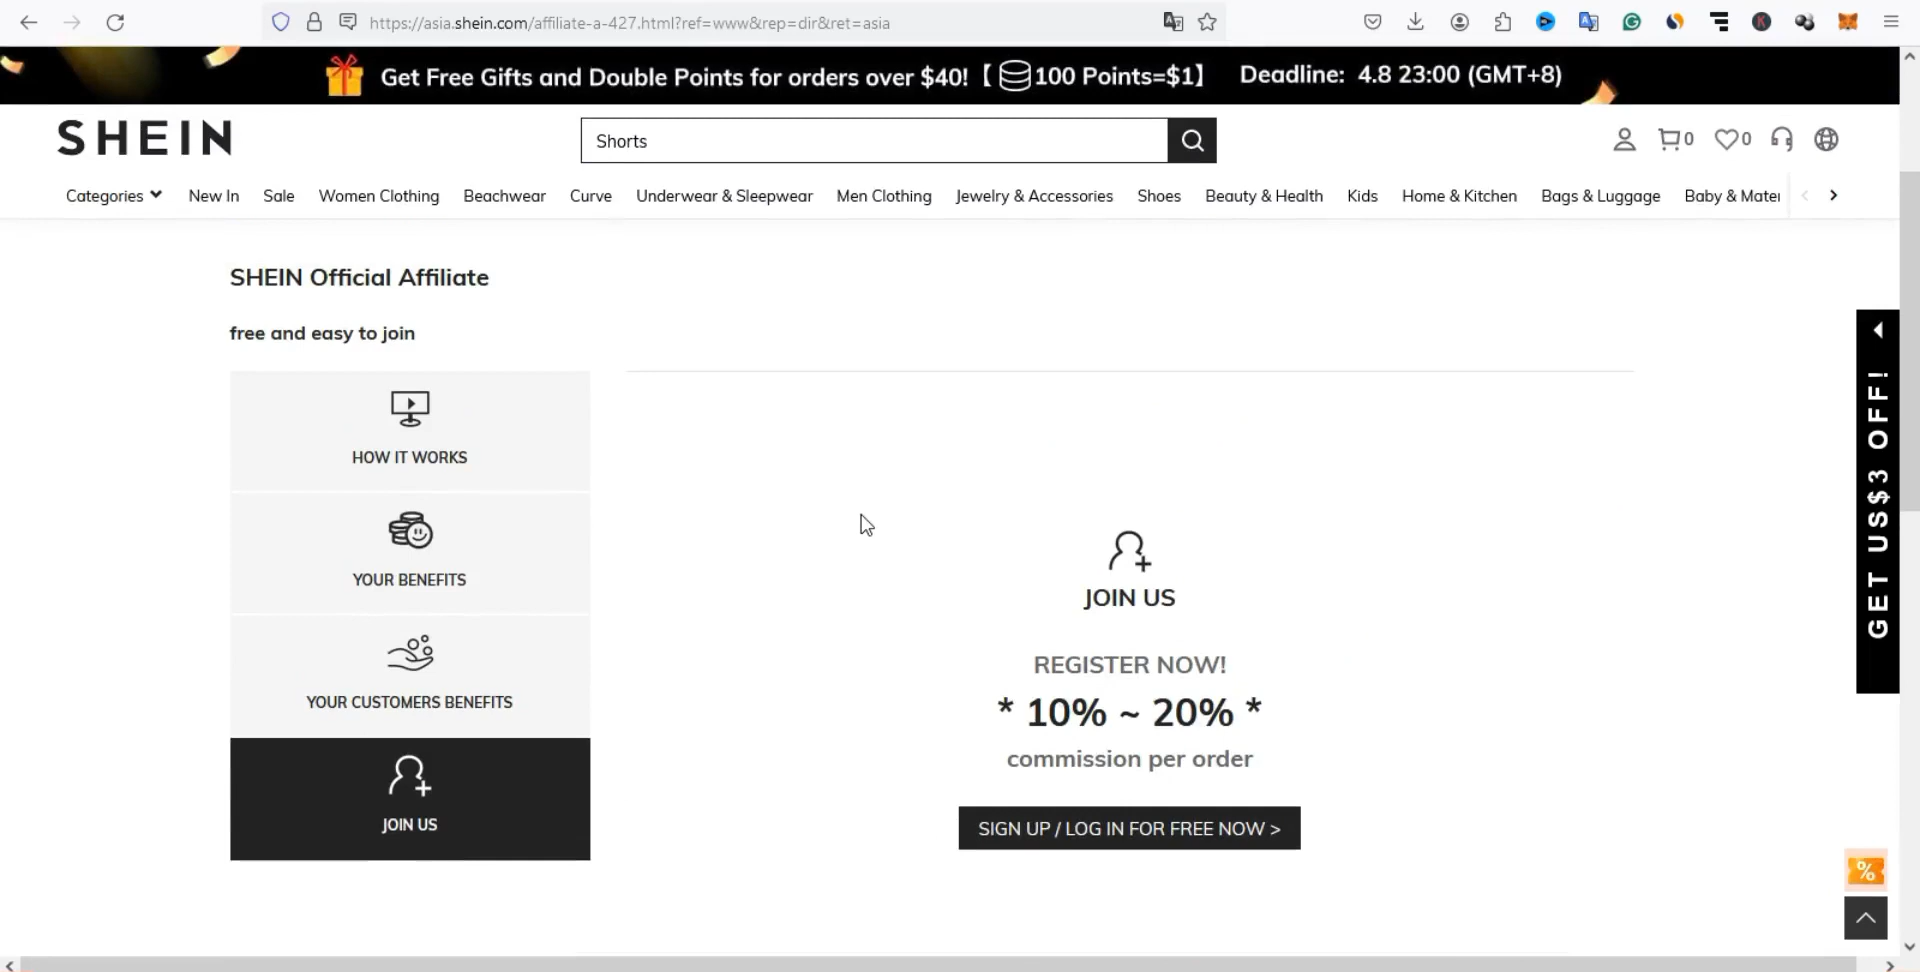 https://asia.shein.com/affiliate-a-427.html?ref=www&rep=dir&ret=asia
Get Free Gifts and Double Points for orders over $40!【 100 Points=$1】 Deadline: 4.8 23:00 (GMT+8)
SHEIN
Shorts
0
0
Categories
New In
Sale
Women Clothing
Beachwear
Curve
Underwear & Sleepwear
Men Clothing
Jewelry & Accessories
Shoes
Beauty & Health
Kids
Home & Kitchen
Bags & Luggage
Baby & Mater
SHEIN Official Affiliate
free and easy to join
HOW IT WORKS
YOUR BENEFITS
YOUR CUSTOMERS BENEFITS
JOIN US
JOIN US
REGISTER NOW!
* 10% ~ 20% *
commission per order
SIGN UP / LOG IN FOR FREE NOW >
GET US$3 OFF!
%